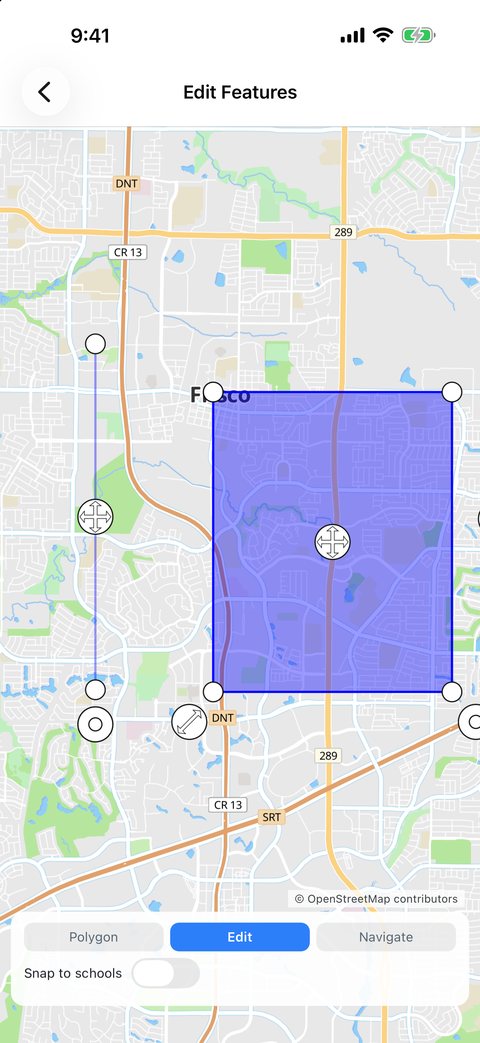 9:41
Edit Features
DNT
289
CR 13
Frisco
DNT
289
CR 13
SRT
© OpenStreetMap contributors
Polygon Edit Navigate
Snap to schools